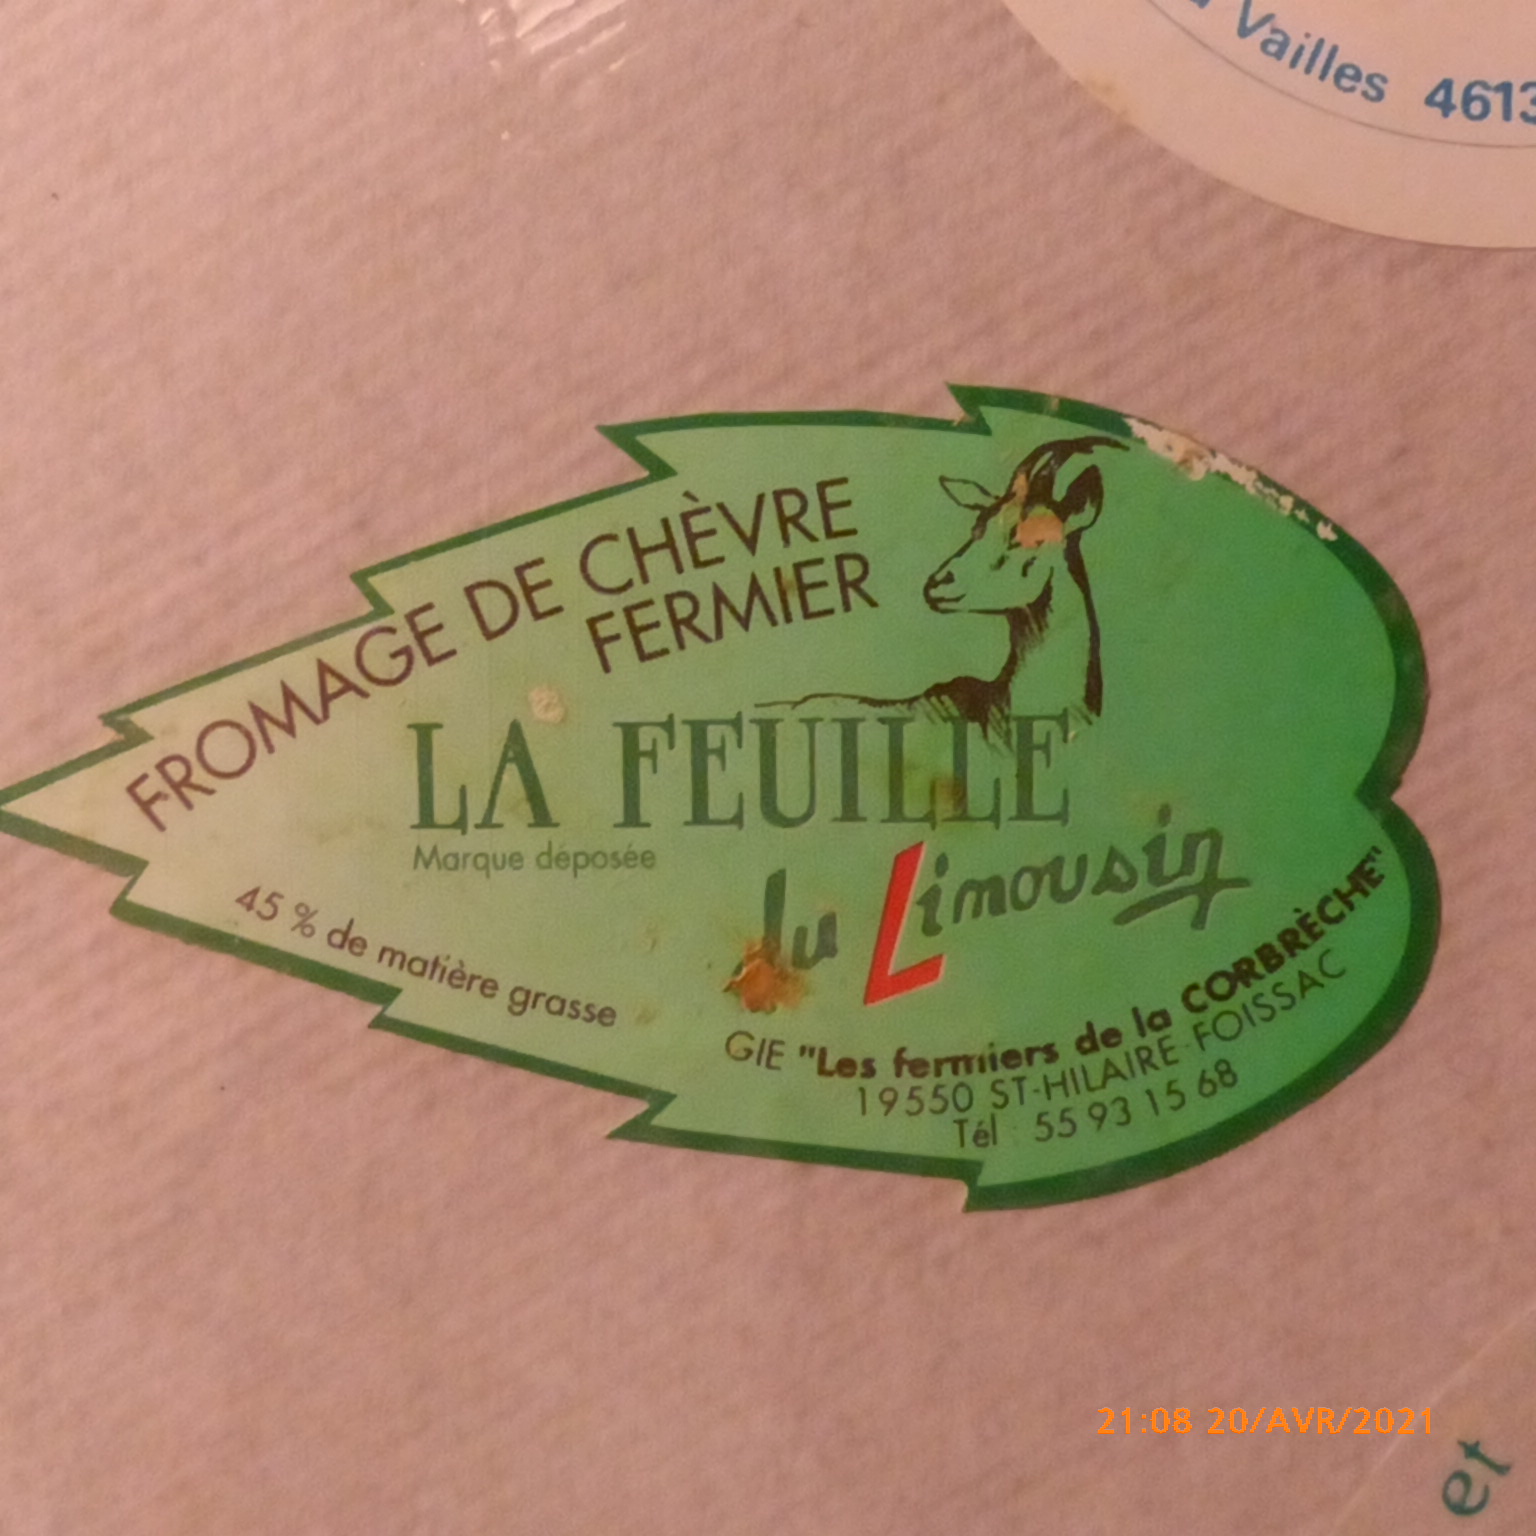 Vailles 4613
FROMAGE DE CHÈVRE
FERMIER
LA FEUILLE
Marque déposée
du Limousin
45 % de matière grasse
GIE "Les fermiers de la CORBRÈCHE"
19550 ST-HILAIRE-FOISSAC
Tél : 55 93 15 68
21:08 20/AVR/2021
et